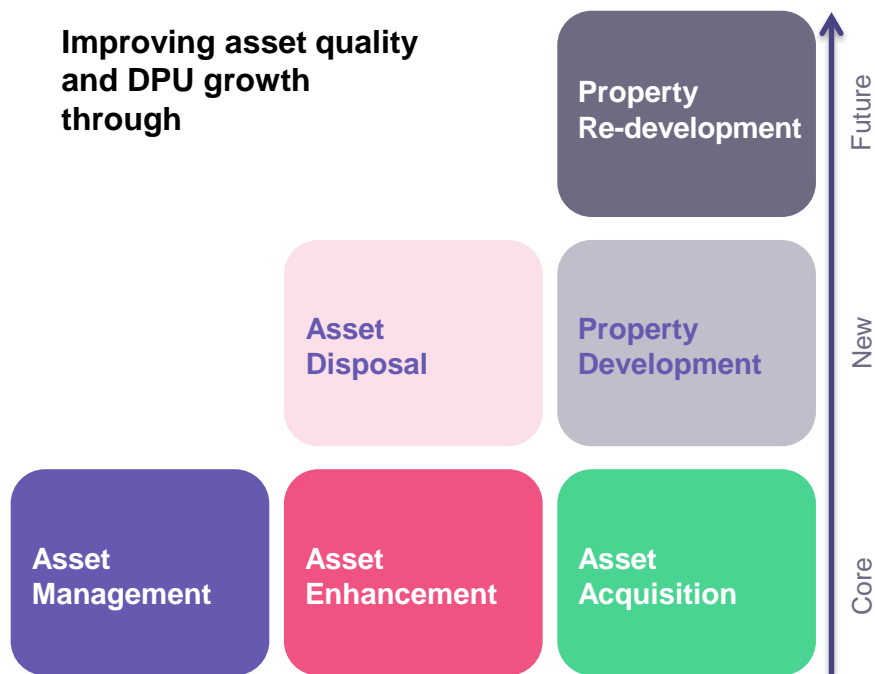 Improving asset quality
and DPU growth
through
Property
Re-development
Future
Asset
Disposal
Property
Development
New
Asset
Management
Asset
Enhancement
Asset
Acquisition
Core